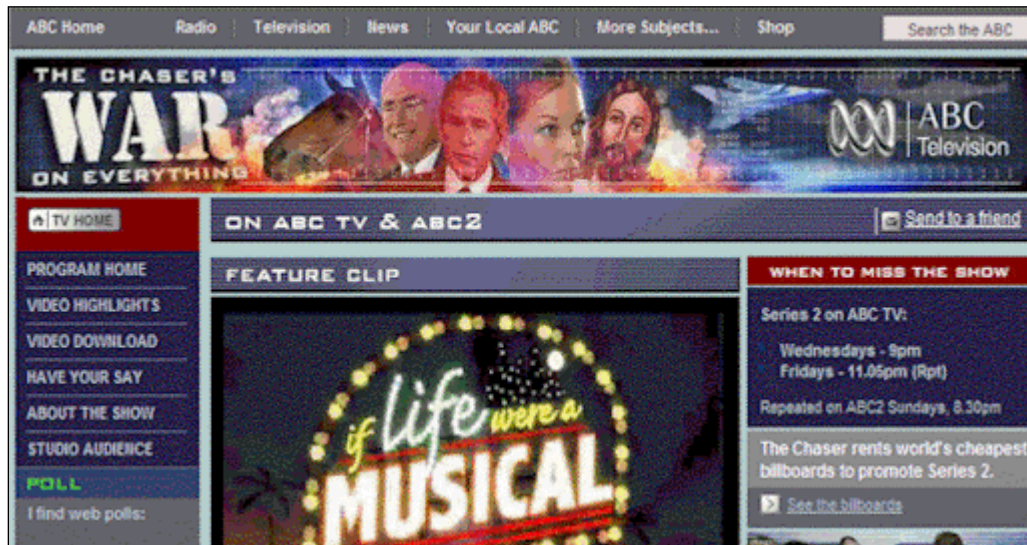 ABC Home Radio Television News Your Local ABC More Subjects... Shop Search the ABC
THE CHASER'S
WAR
ON EVERYTHING
ABC
Television
TV HOME
ON ABC TV & ABC2
Send to a friend
PROGRAM HOME
VIDEO HIGHLIGHTS
VIDEO DOWNLOAD
HAVE YOUR SAY
ABOUT THE SHOW
STUDIO AUDIENCE
POLL
I find web polls:
FEATURE CLIP
if life were a
MUSICAL
WHEN TO MISS THE SHOW
Series 2 on ABC TV:
Wednesdays - 9pm
Fridays - 11.05pm (Rpt)
Repeated on ABC2 Sundays, 8.30pm
The Chaser rents world's cheapest
billboards to promote Series 2.
See the billboards